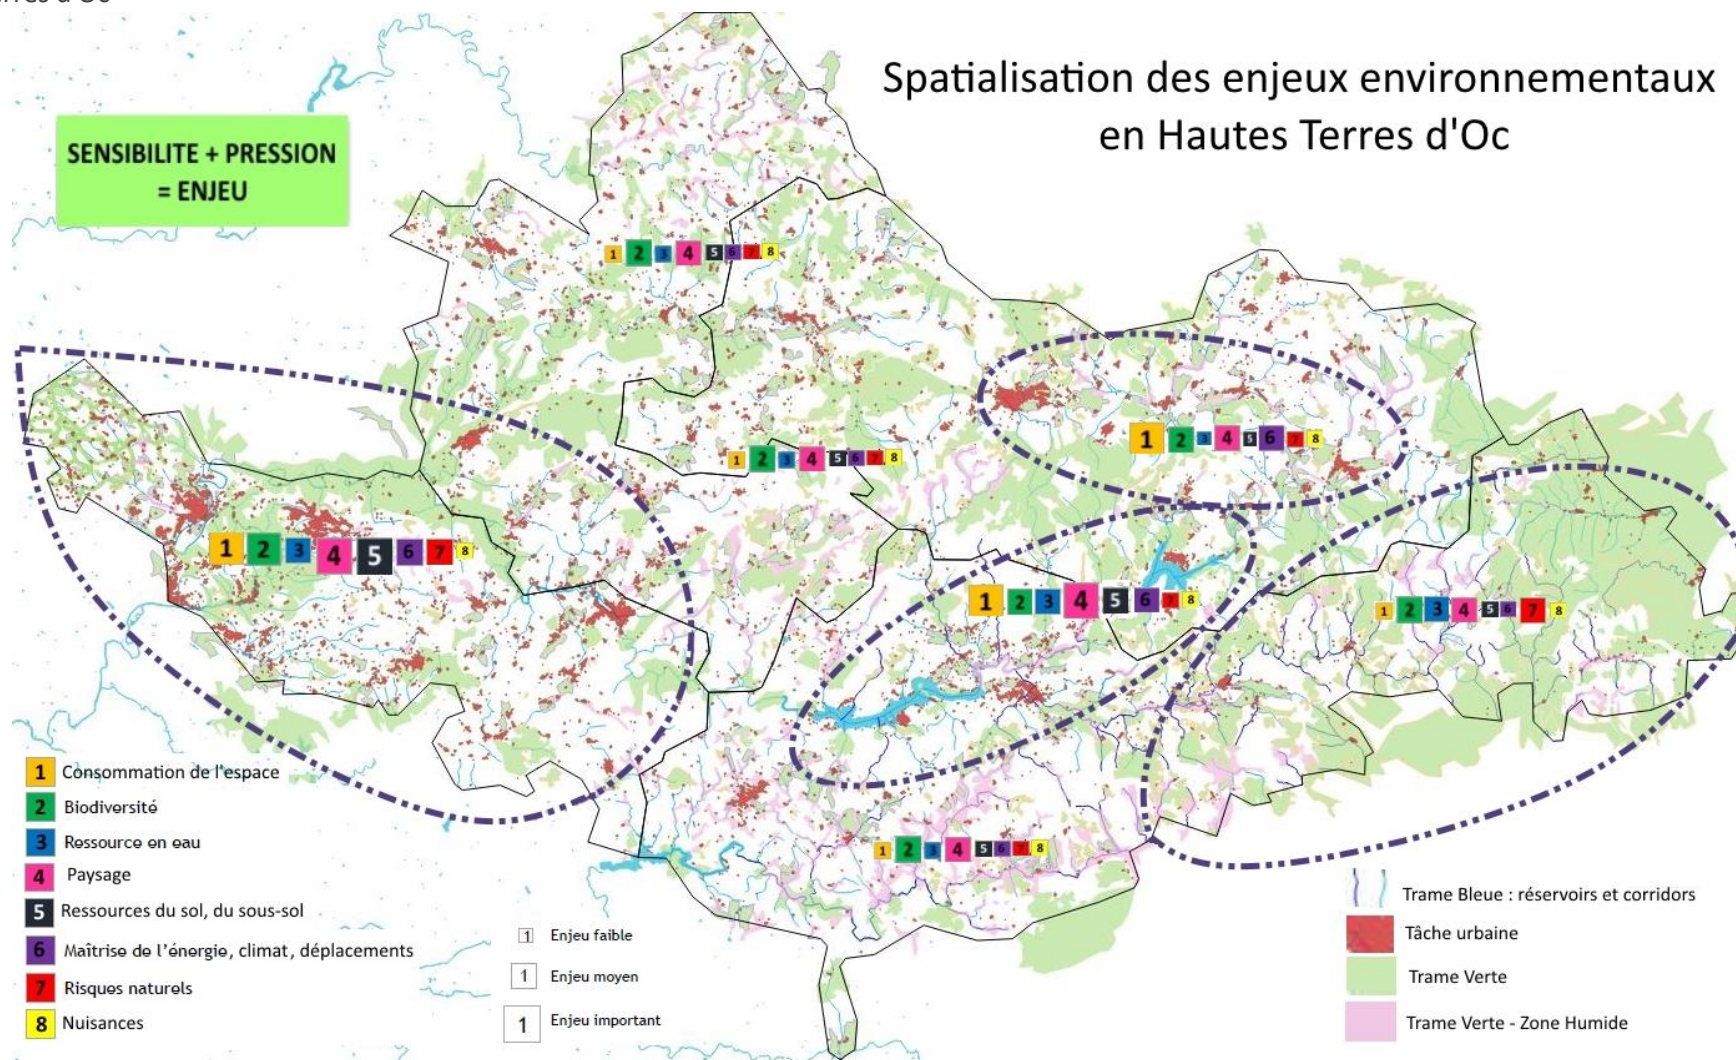 Spatialisation des enjeux environnementaux
en Hautes Terres d'Oc
SENSIBILITE + PRESSION
= ENJEU
1 2 3 4 5 6 7 8
1 2 3 4 5 6 7 8
1 2 3 4 5 6 7 8
1 2 3 4 5 6 7 8
1 2 3 4 5 6 7 8
1 2 3 4 5 6 7 8
1 2 3 4 5 6 7 8
1 Consommation de l'espace
2 Biodiversité
3 Ressource en eau
4 Paysage
5 Ressources du sol, du sous-sol
6 Maîtrise de l'énergie, climat, déplacements
7 Risques naturels
8 Nuisances
1 Enjeu faible
1 Enjeu moyen
1 Enjeu important
Trame Bleue : réservoirs et corridors
Tâche urbaine
Trame Verte
Trame Verte - Zone Humide